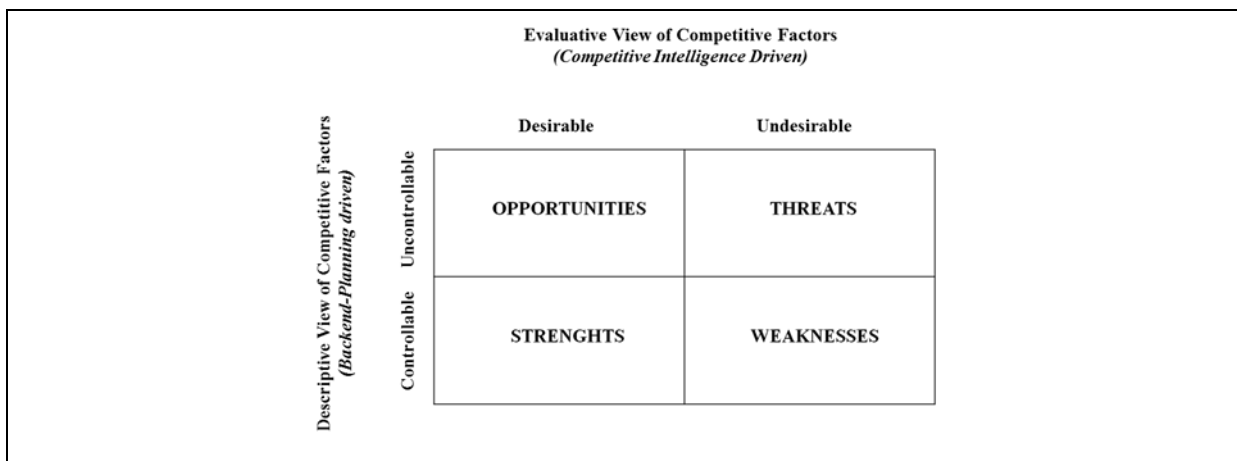 Evaluative View of Competitive Factors
(Competitive Intelligence Driven)
Desirable Undesirable
Descriptive View of Competitive Factors
(Backend-Planning driven)
Uncontrollable
OPPORTUNITIES THREATS
Controllable
STRENGHTS WEAKNESSES